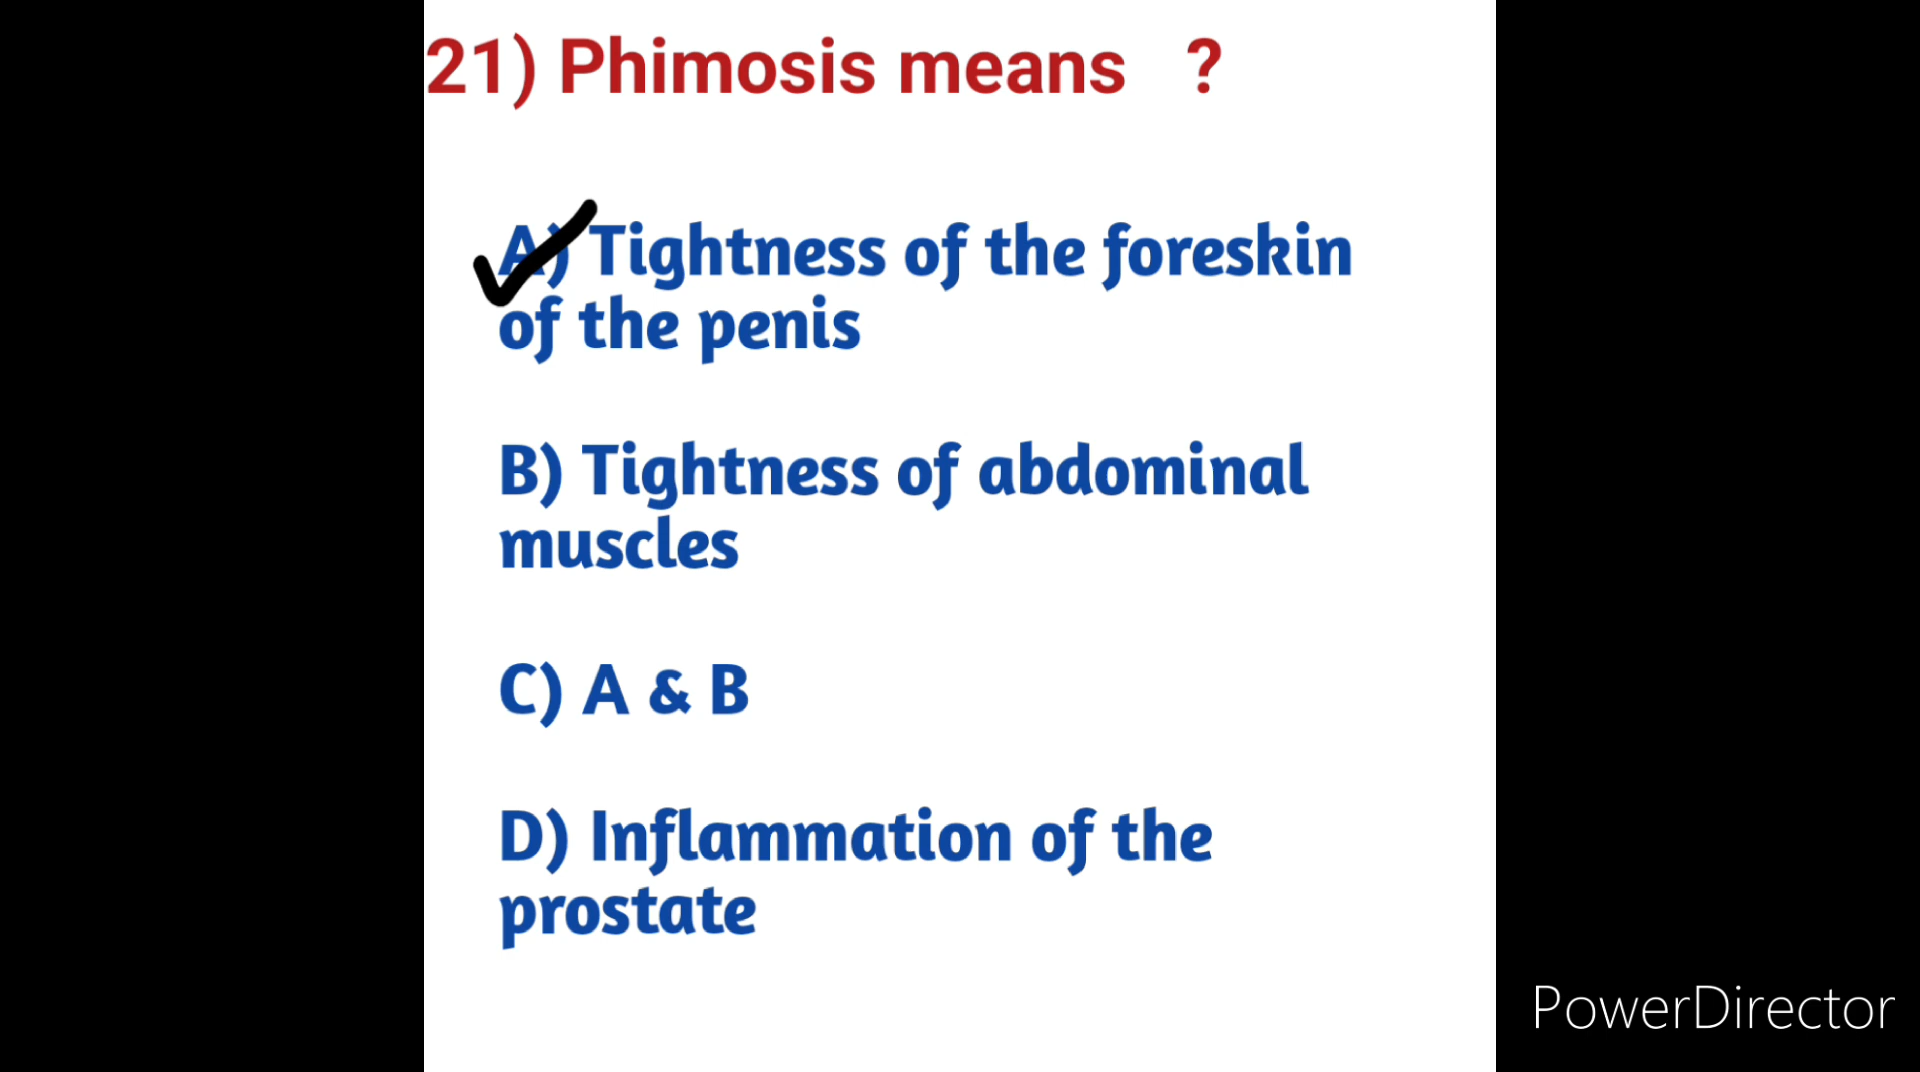 21) Phimosis means ?
A) Tightness of the foreskin
of the penis
B) Tightness of abdominal
muscles
C) A & B
D) Inflammation of the
prostate
PowerDirector